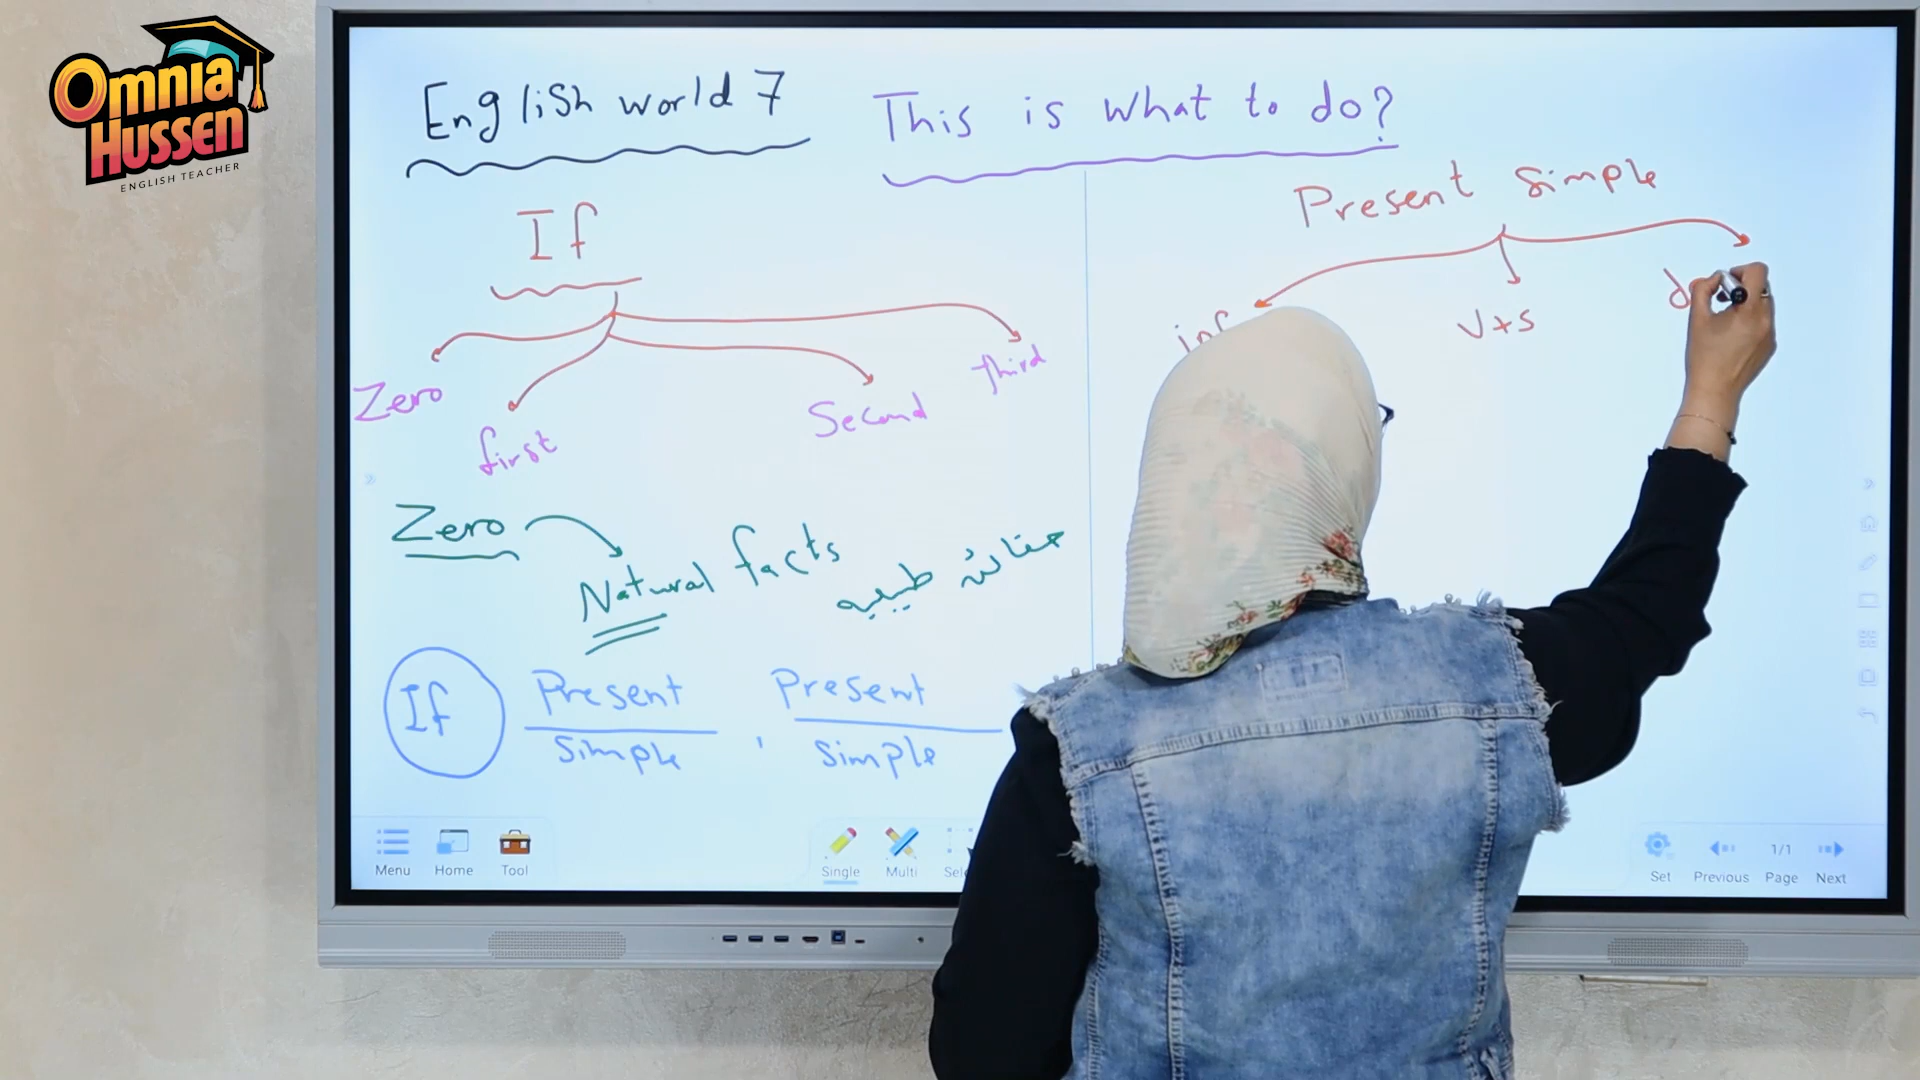 Omnia
Hussen
ENGLISH TEACHER
English world 7
This is what to do?
If
Zero
first
Second
third
Zero
Natural facts
حقائق طبيعيه
If
Present
simple
,
Present
simple
Present simple
inf
V+s
Menu
Home
Tool
Single
Multi
Set
Previous
1/1
Page
Next